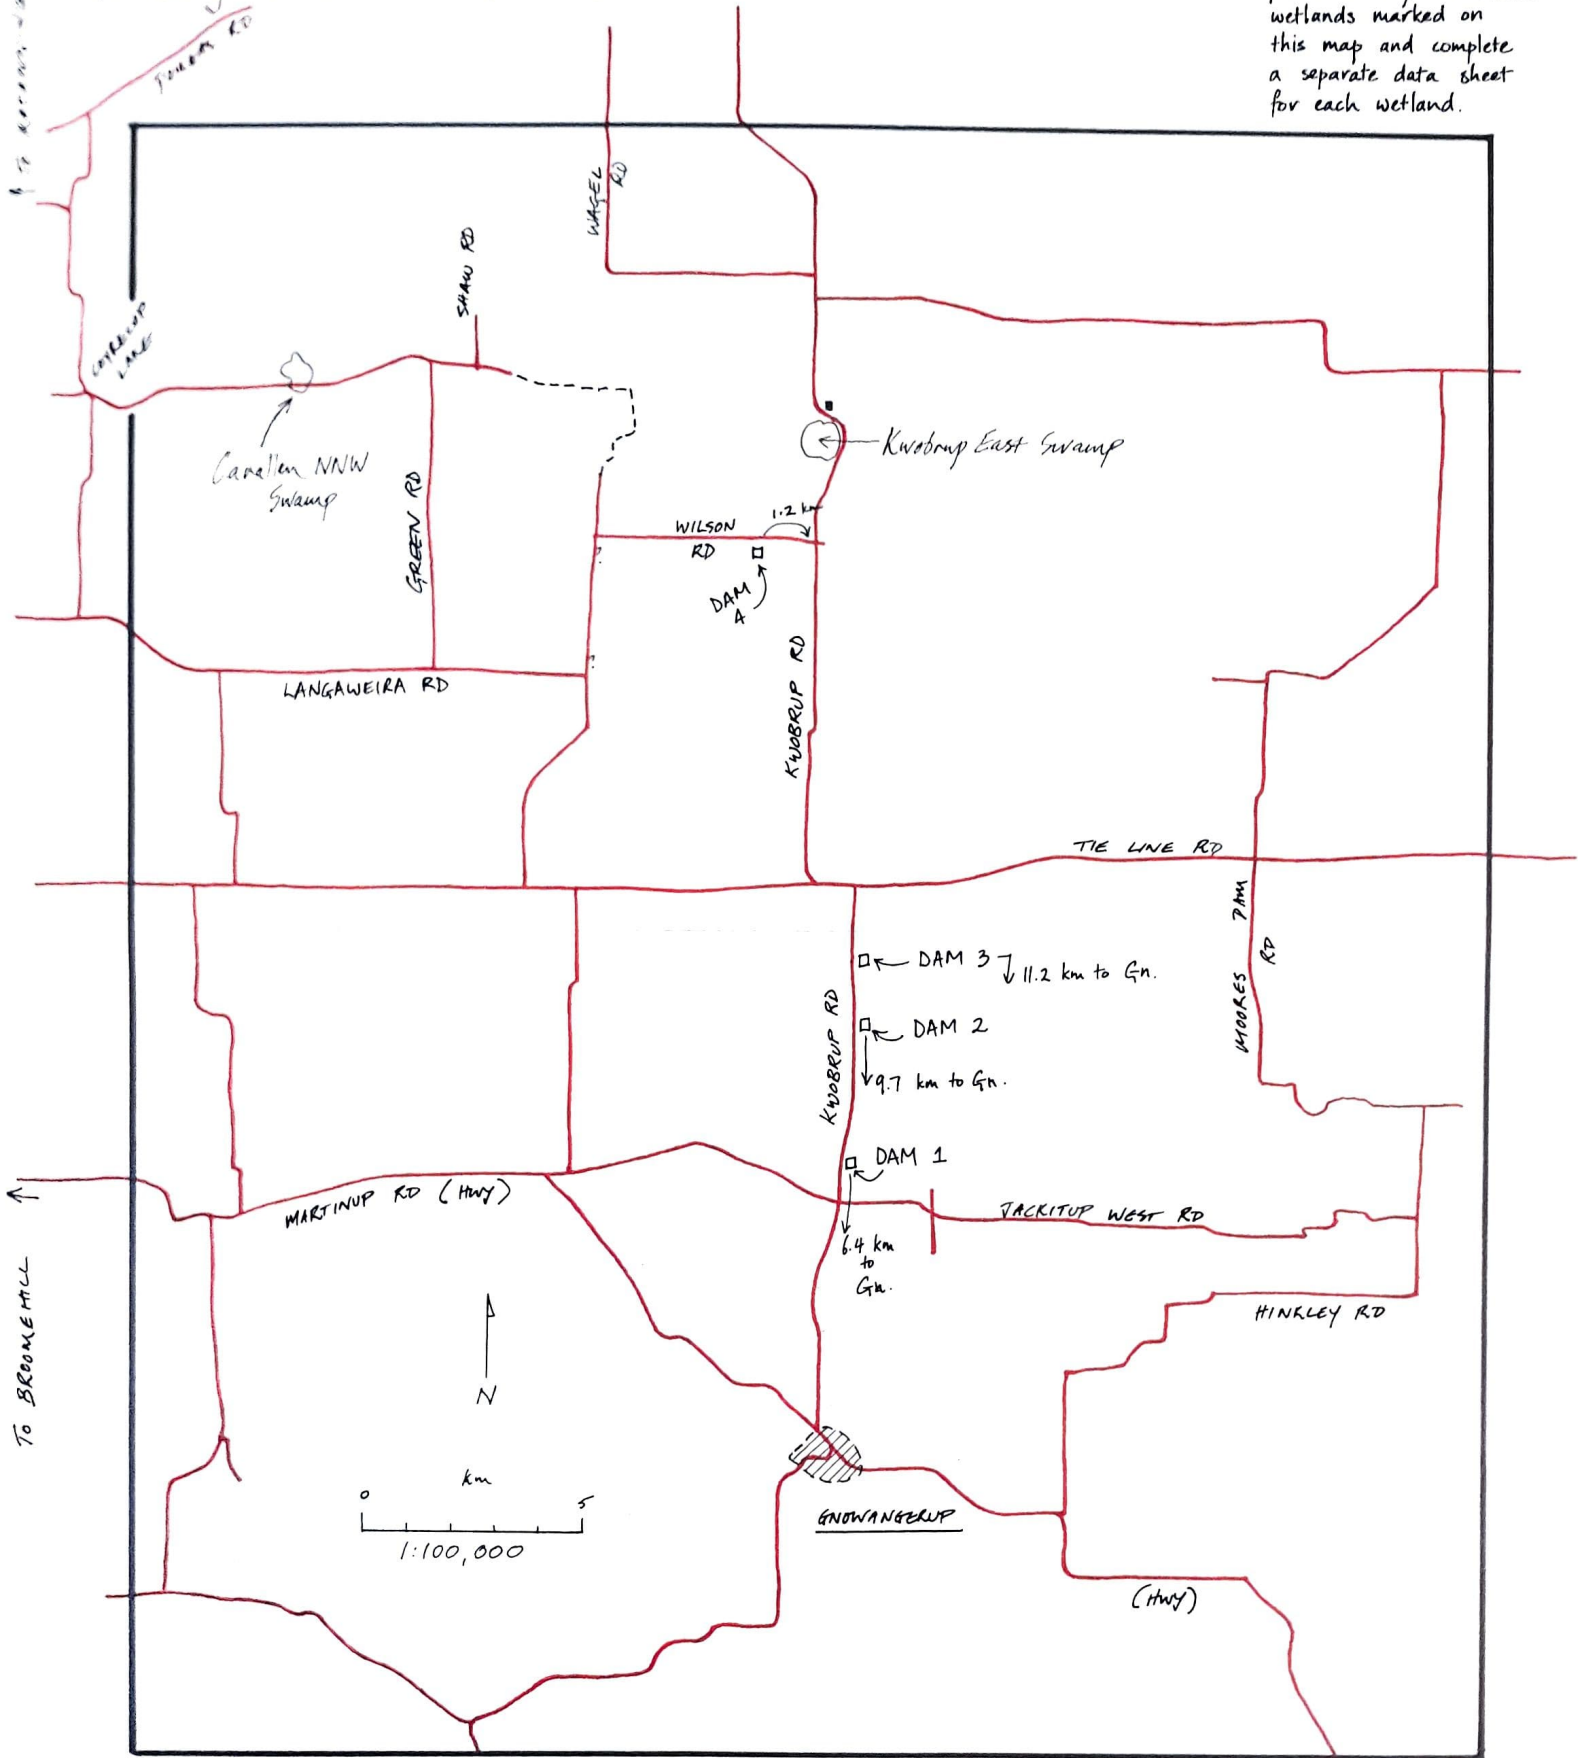 wetlands marked on
this map and complete
a separate data sheet
for each wetland.
RD
WAGEL
RD
SHAW RD
COYRECUP
LAKE
Kwobrup East Swamp
NNW
Swamp
GREEN RD
1.2 km
WILSON
RD
DAM
4
KWOBRUP RD
LANGAWEIRA RD
TIE LINE RD
MOORES DAM
RD
DAM 3
11.2 km to Gn.
DAM 2
9.7 km to Gn.
KWOBRUP RD
DAM 1
MARTINUP RD (HWY)
JACKITUP WEST RD
6.4 km
to
Gn.
HINKLEY RD
TO BROOMEHILL
N
km
0 5
1:100,000
GNOWANGERUP
(HWY)